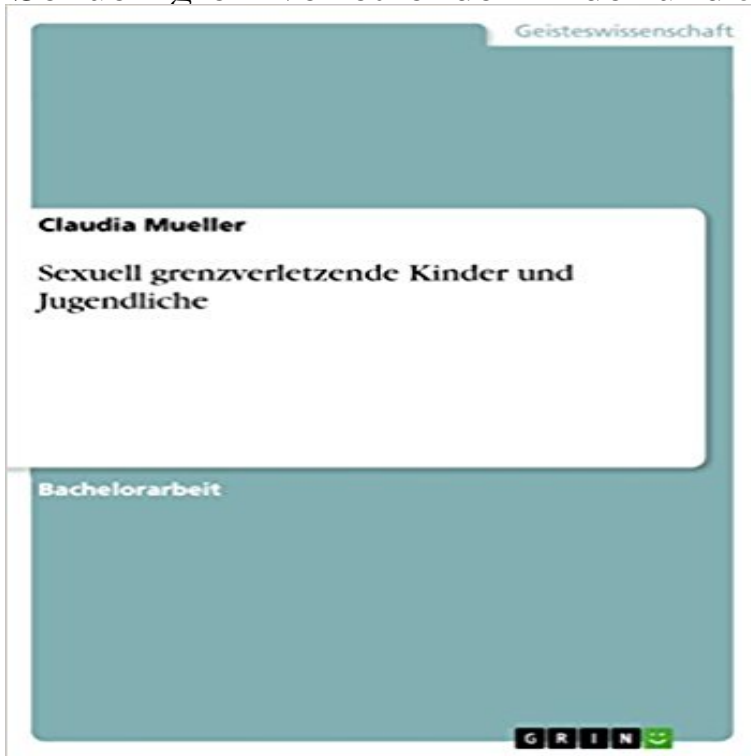 Geisteswissenschaft
Claudia Mueller
Sexuell grenzverletzende Kinder und
Jugendliche
Bachelorarbeit
GRIN